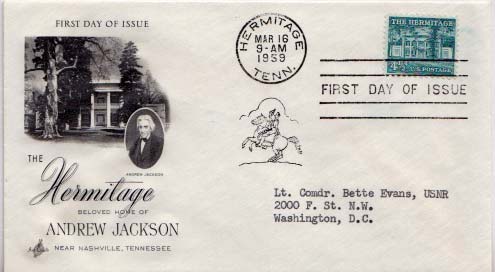 FIRST DAY OF ISSUE
ANDREW JACKSON
THE
Hermitage
BELOVED HOME OF
ANDREW JACKSON
NEAR NASHVILLE, TENNESSEE
ArtCraft
HERMITAGE
MAR 16
9-AM
1959
TENN.
THE HERMITAGE
U.S. POSTAGE
FIRST DAY OF ISSUE
Lt. Comdr. Bette Evans, USNR
2000 F. St. N.W.
Washington, D.C.